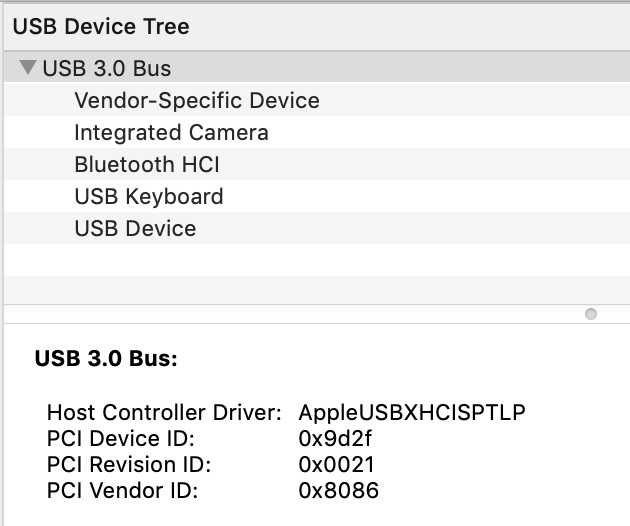 USB Device Tree
USB 3.0 Bus
Vendor-Specific Device
Integrated Camera
Bluetooth HCI
USB Keyboard
USB Device
USB 3.0 Bus:
Host Controller Driver: AppleUSBXHCISPTLP
PCI Device ID: 0x9d2f
PCI Revision ID: 0x0021
PCI Vendor ID: 0x8086